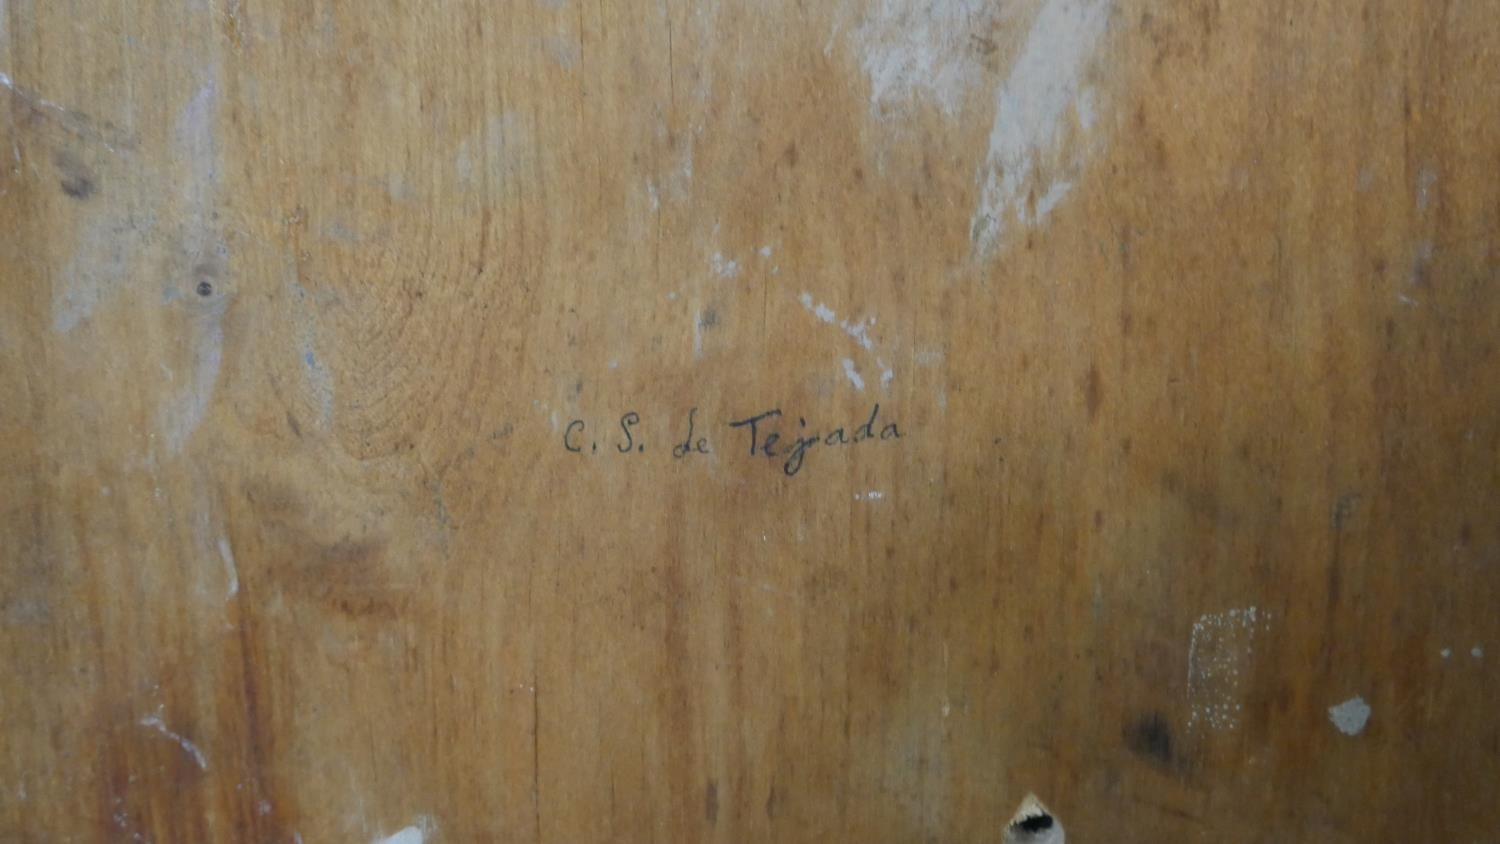 C. S. de Tejada